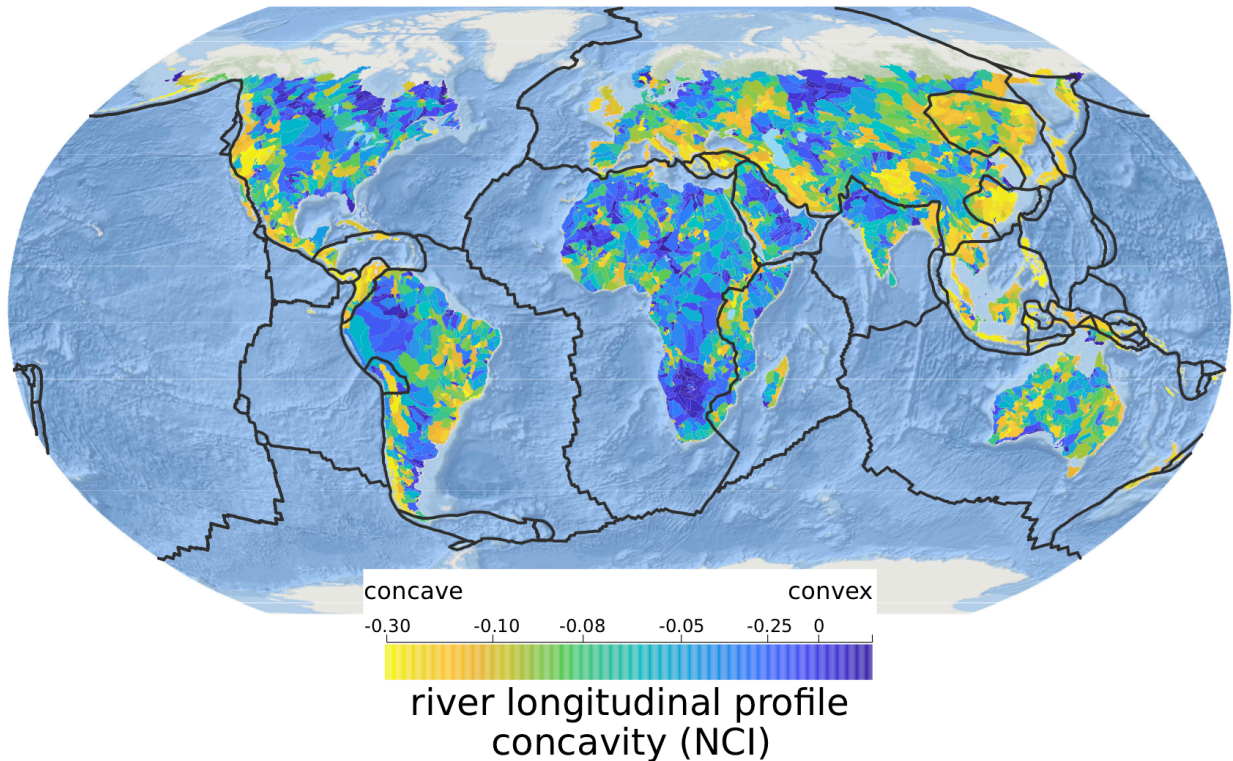 concave convex
-0.30 -0.10 -0.08 -0.05 -0.25 0
river longitudinal profile
concavity (NCI)